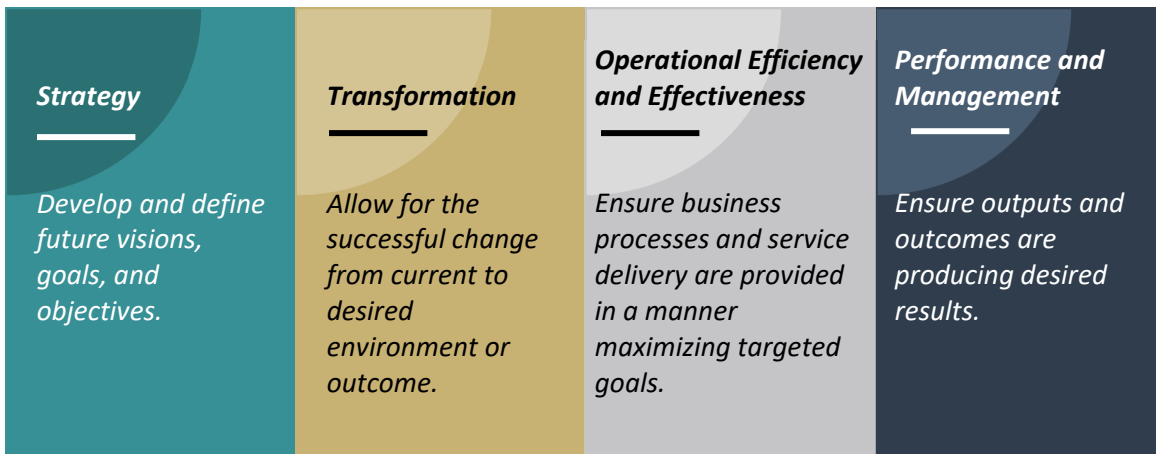 Strategy
Develop and define
future visions,
goals, and
objectives.
Transformation
Allow for the
successful change
from current to
desired
environment or
outcome.
Operational Efficiency
and Effectiveness
Ensure business
processes and service
delivery are provided
in a manner
maximizing targeted
goals.
Performance and
Management
Ensure outputs and
outcomes are
producing desired
results.